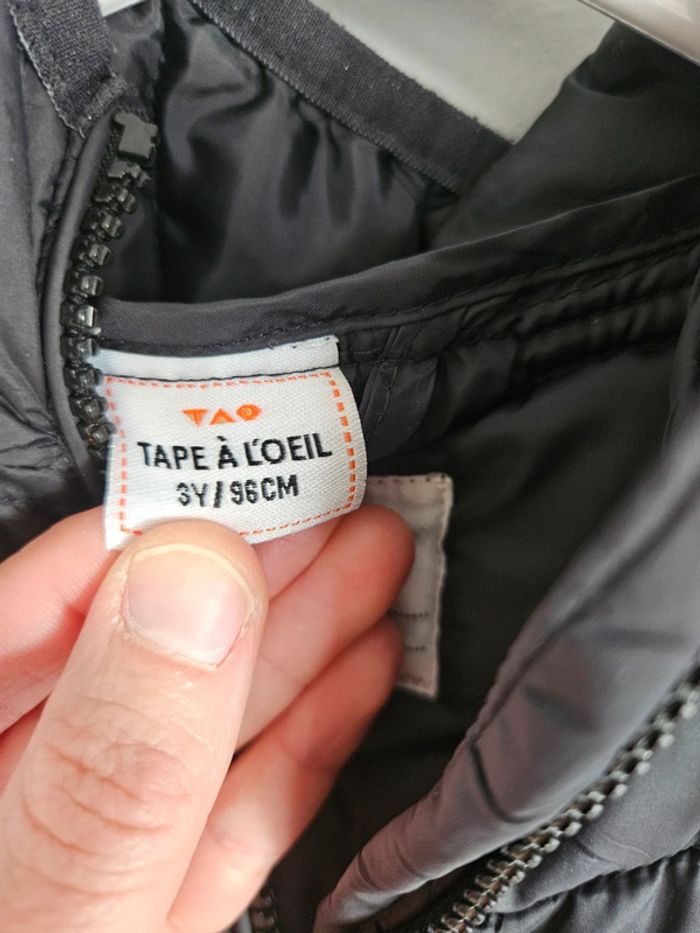 TAO
TAPE À L'OEIL
3Y/96CM